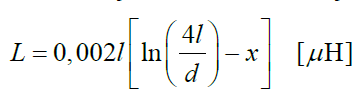 L = 0,002l [ ln ( 4l / d ) − x ] [μH]